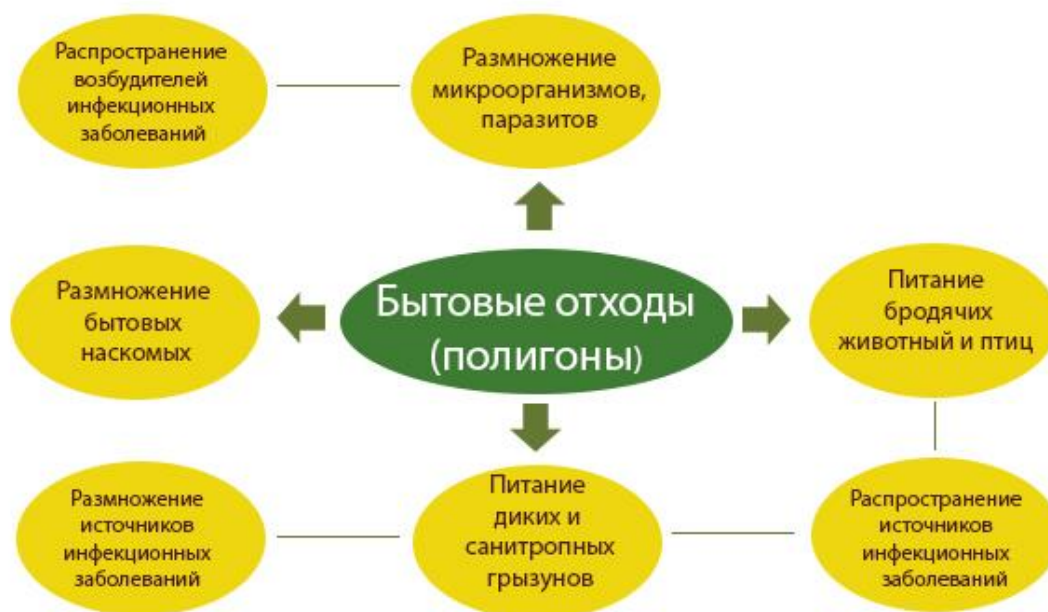 Распространение
возбудителей
инфекционных
заболеваний
Размножение
микроорганизмов,
паразитов
Размножение
бытовых
наскомых
Бытовые отходы
(полигоны)
Питание
бродячих
животный и птиц
Размножение
источников
инфекционных
заболеваний
Питание
диких и
санитропных
грызунов
Распространение
источников
инфекционных
заболеваний